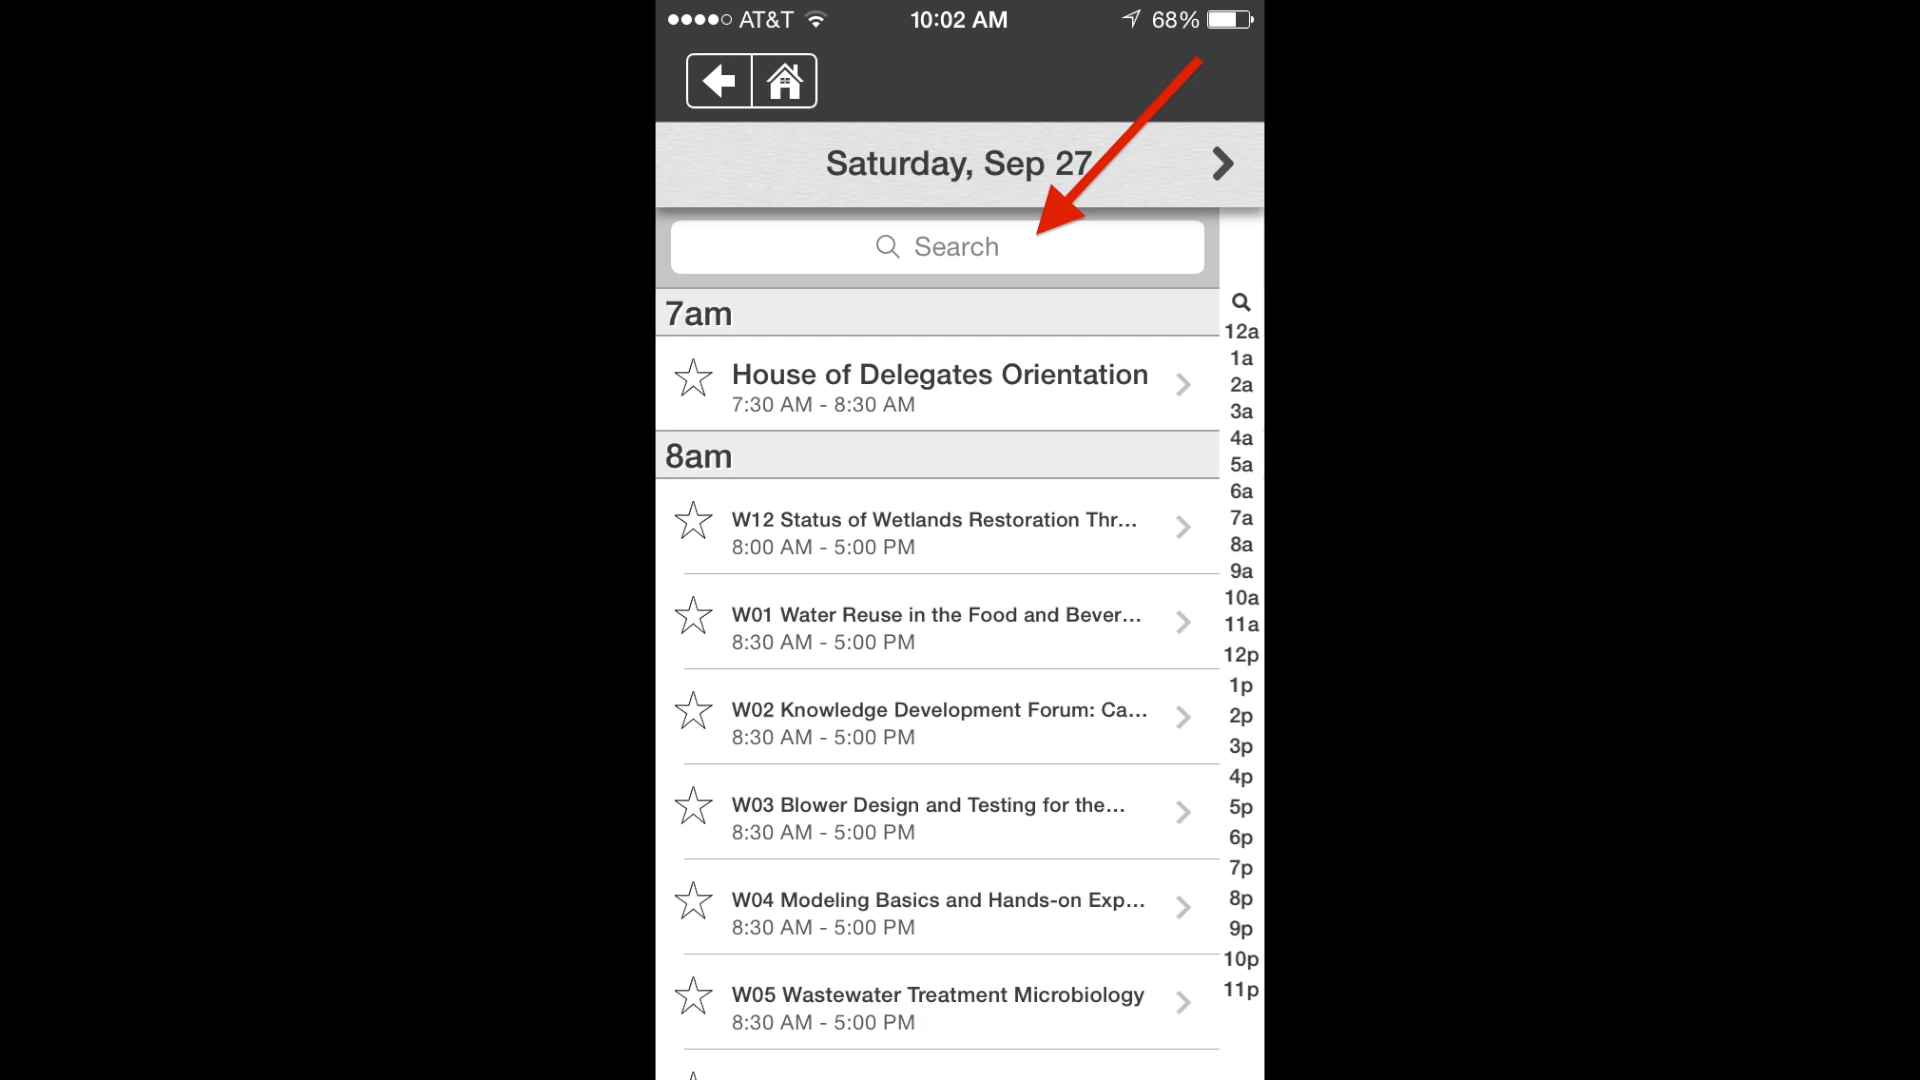 AT&T 10:02 AM 68%
Saturday, Sep 27
Search
7am
House of Delegates Orientation
7:30 AM - 8:30 AM
8am
W12 Status of Wetlands Restoration Thr...
8:00 AM - 5:00 PM
W01 Water Reuse in the Food and Bever...
8:30 AM - 5:00 PM
W02 Knowledge Development Forum: Ca...
8:30 AM - 5:00 PM
W03 Blower Design and Testing for the...
8:30 AM - 5:00 PM
W04 Modeling Basics and Hands-on Exp...
8:30 AM - 5:00 PM
W05 Wastewater Treatment Microbiology
8:30 AM - 5:00 PM
12a
1a
2a
3a
4a
5a
6a
7a
8a
9a
10a
11a
12p
1p
2p
3p
4p
5p
6p
7p
8p
9p
10p
11p